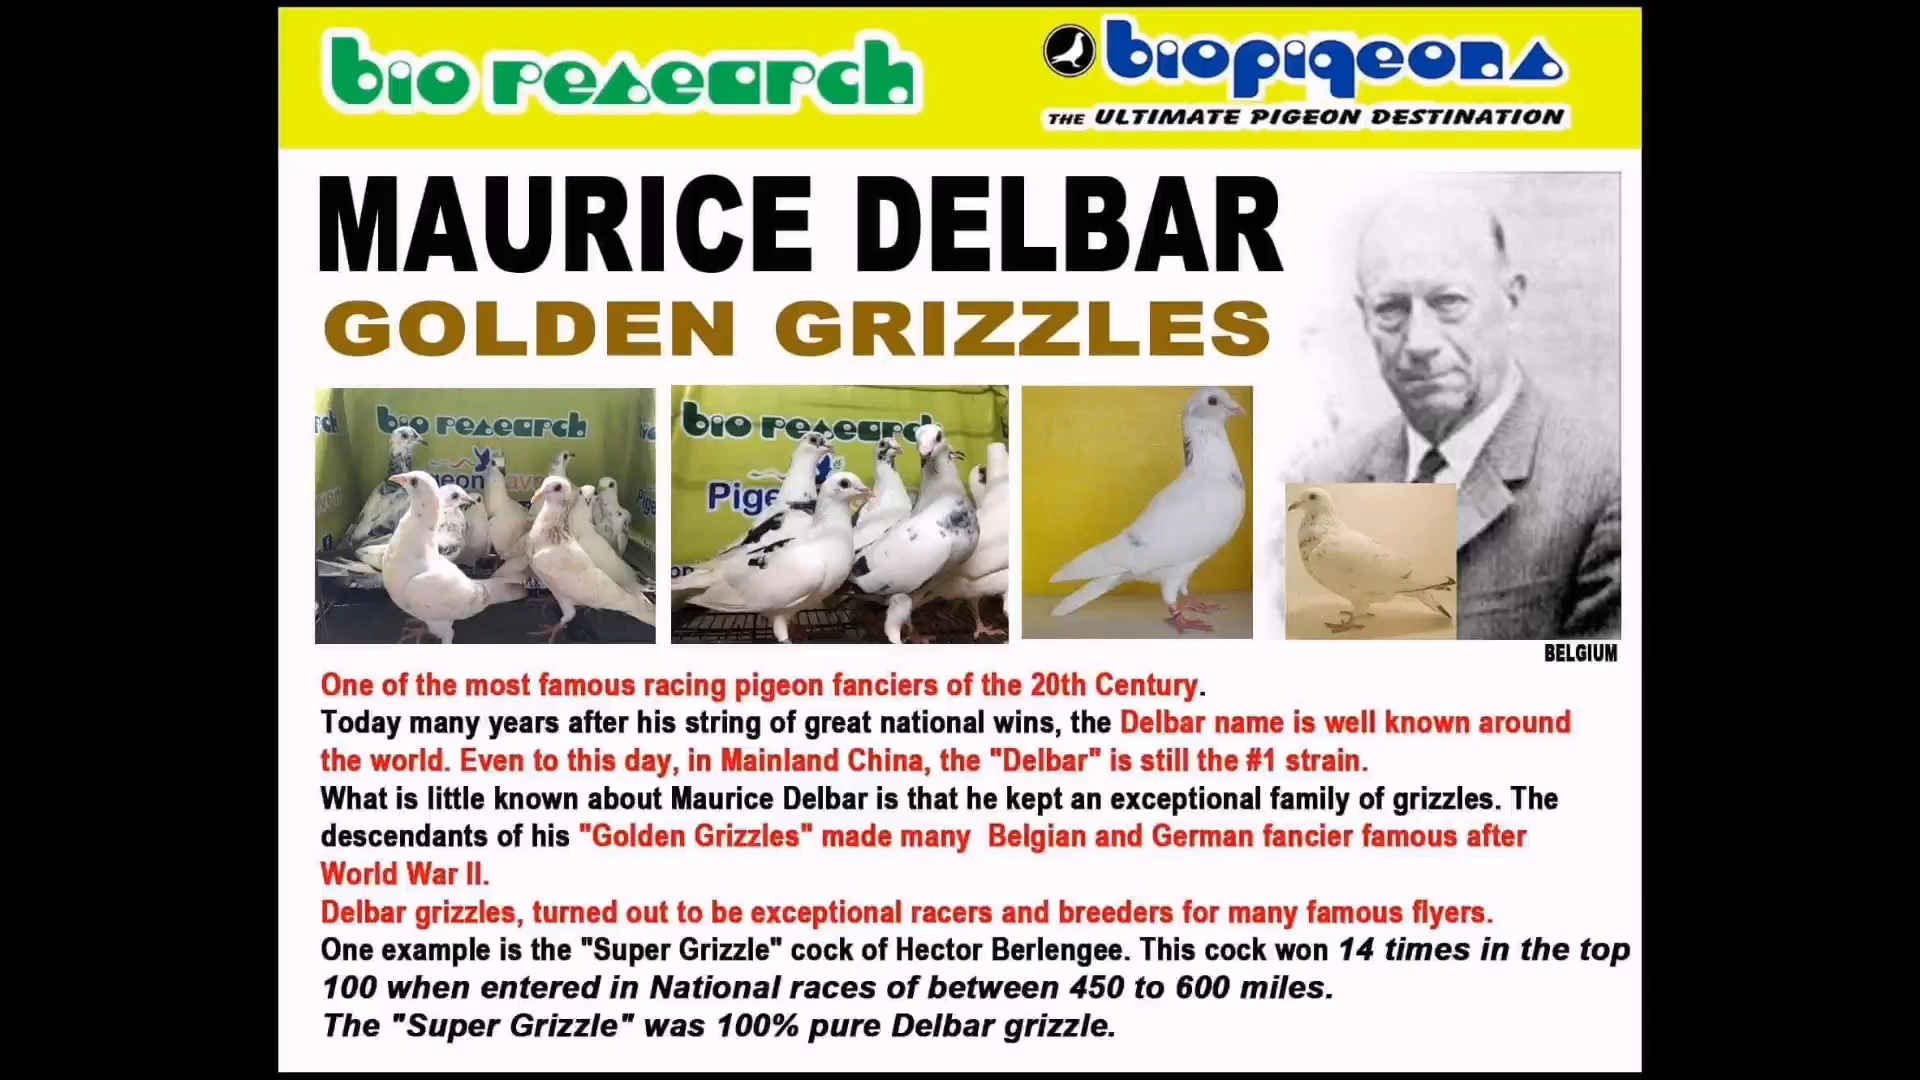 bio research
biopigeons
THE ULTIMATE PIGEON DESTINATION
MAURICE DELBAR
GOLDEN GRIZZLES
bio research
bio research
Pige
BELGIUM
One of the most famous racing pigeon fanciers of the 20th Century.
Today many years after his string of great national wins, the Delbar name is well known around
the world. Even to this day, in Mainland China, the "Delbar" is still the #1 strain.
What is little known about Maurice Delbar is that he kept an exceptional family of grizzles. The
descendants of his "Golden Grizzles" made many Belgian and German fancier famous after
World War II.
Delbar grizzles, turned out to be exceptional racers and breeders for many famous flyers.
One example is the "Super Grizzle" cock of Hector Berlengee. This cock won 14 times in the top
100 when entered in National races of between 450 to 600 miles.
The "Super Grizzle" was 100% pure Delbar grizzle.